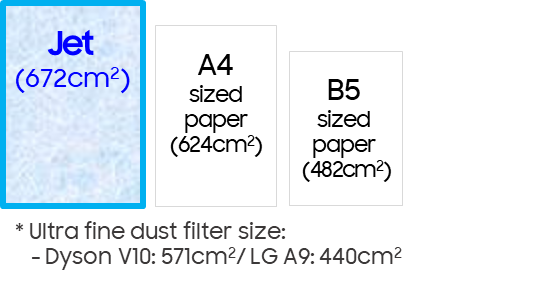 Jet
(672cm²)
A4
sized
paper
(624cm²)
B5
sized
paper
(482cm²)
* Ultra fine dust filter size:
- Dyson V10: 571cm²/ LG A9: 440cm²